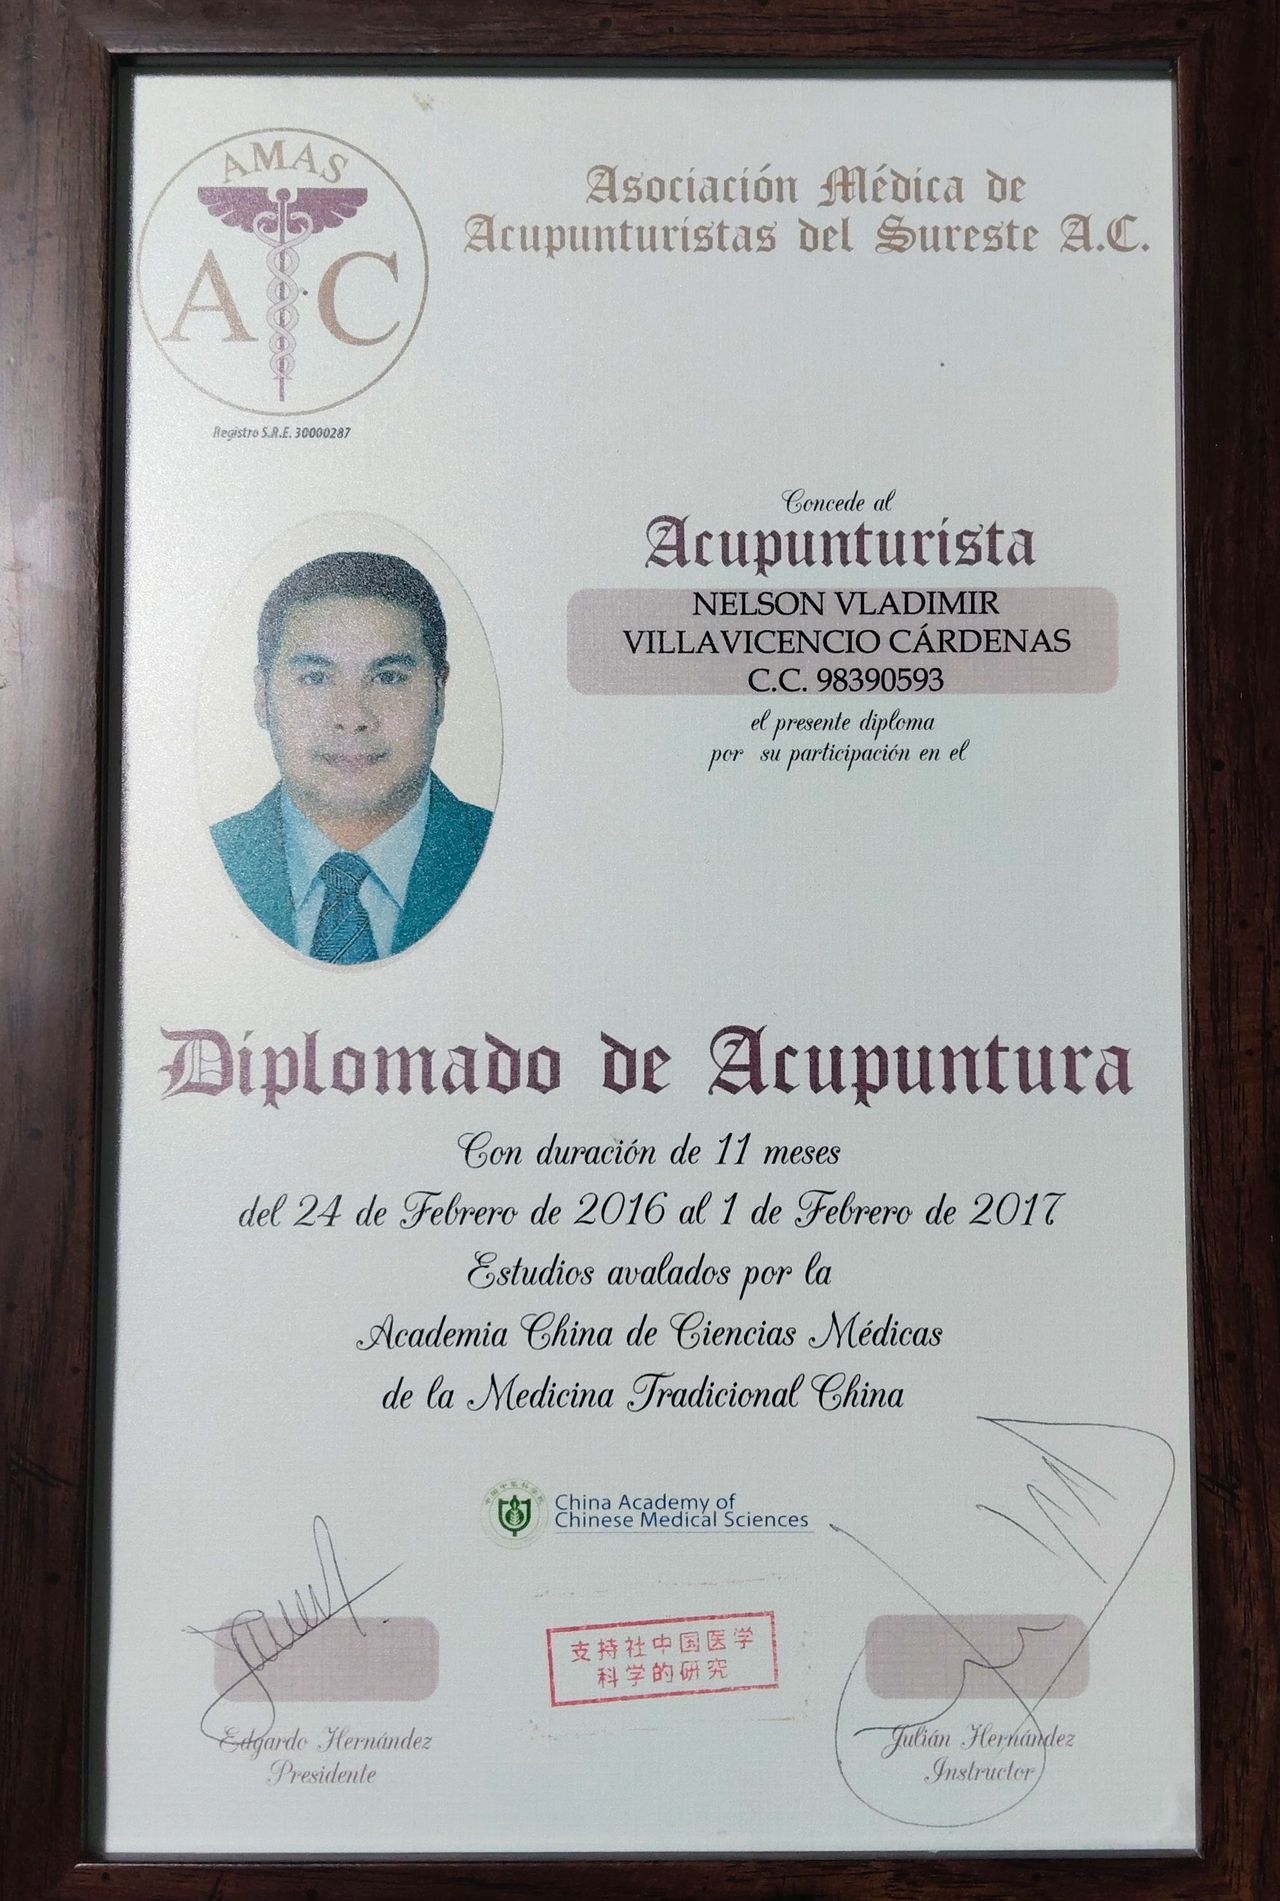 AMAS
A C
Registro S.R.E. 30000287
Asociación Médica de
Acupunturistas del Sureste A.C.
Concede al
Acupunturista
NELSON VLADIMIR
VILLAVICENCIO CÁRDENAS
C.C. 98390593
el presente diploma
por su participación en el
Diplomado de Acupuntura
Con duración de 11 meses
del 24 de Febrero de 2016 al 1 de Febrero de 2017
Estudios avalados por la
Academia China de Ciencias Médicas
de la Medicina Tradicional China
China Academy of
Chinese Medical Sciences
支持社中国医学
科学的研究
Edgardo Hernández
Presidente
Julián Hernández
Instructor